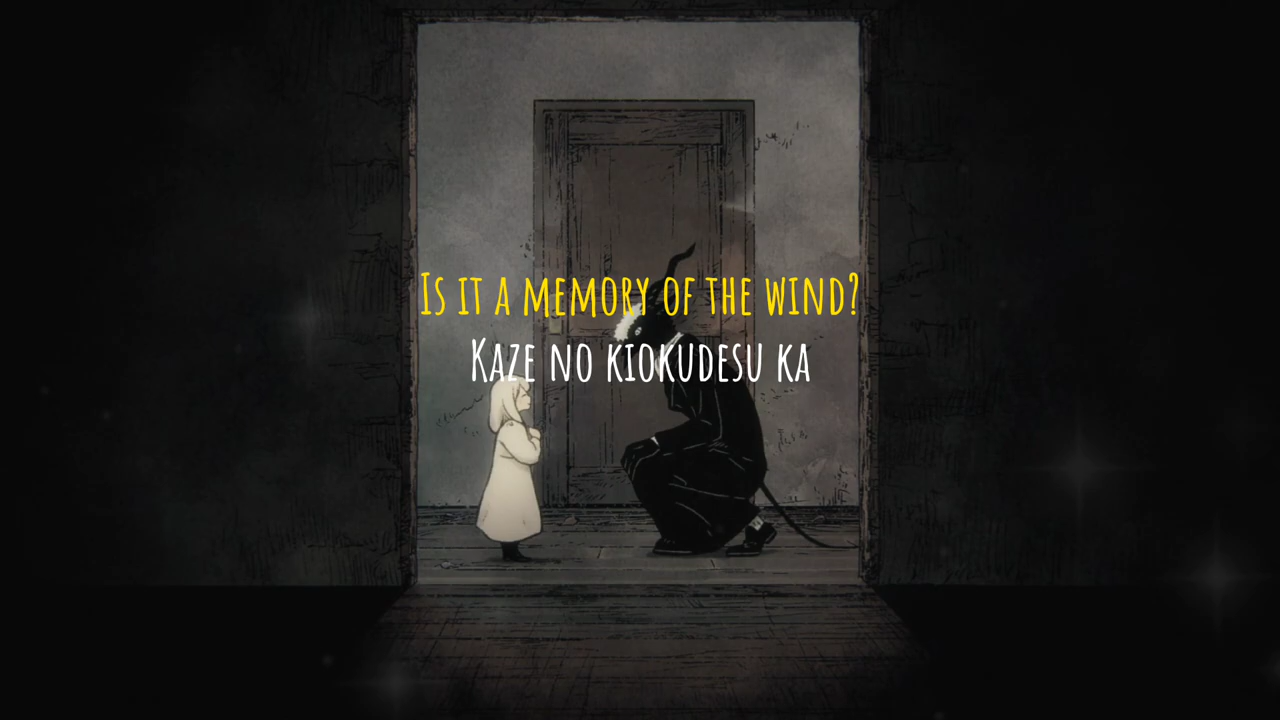 Is it a memory of the wind?
Kaze no kiokudesu ka